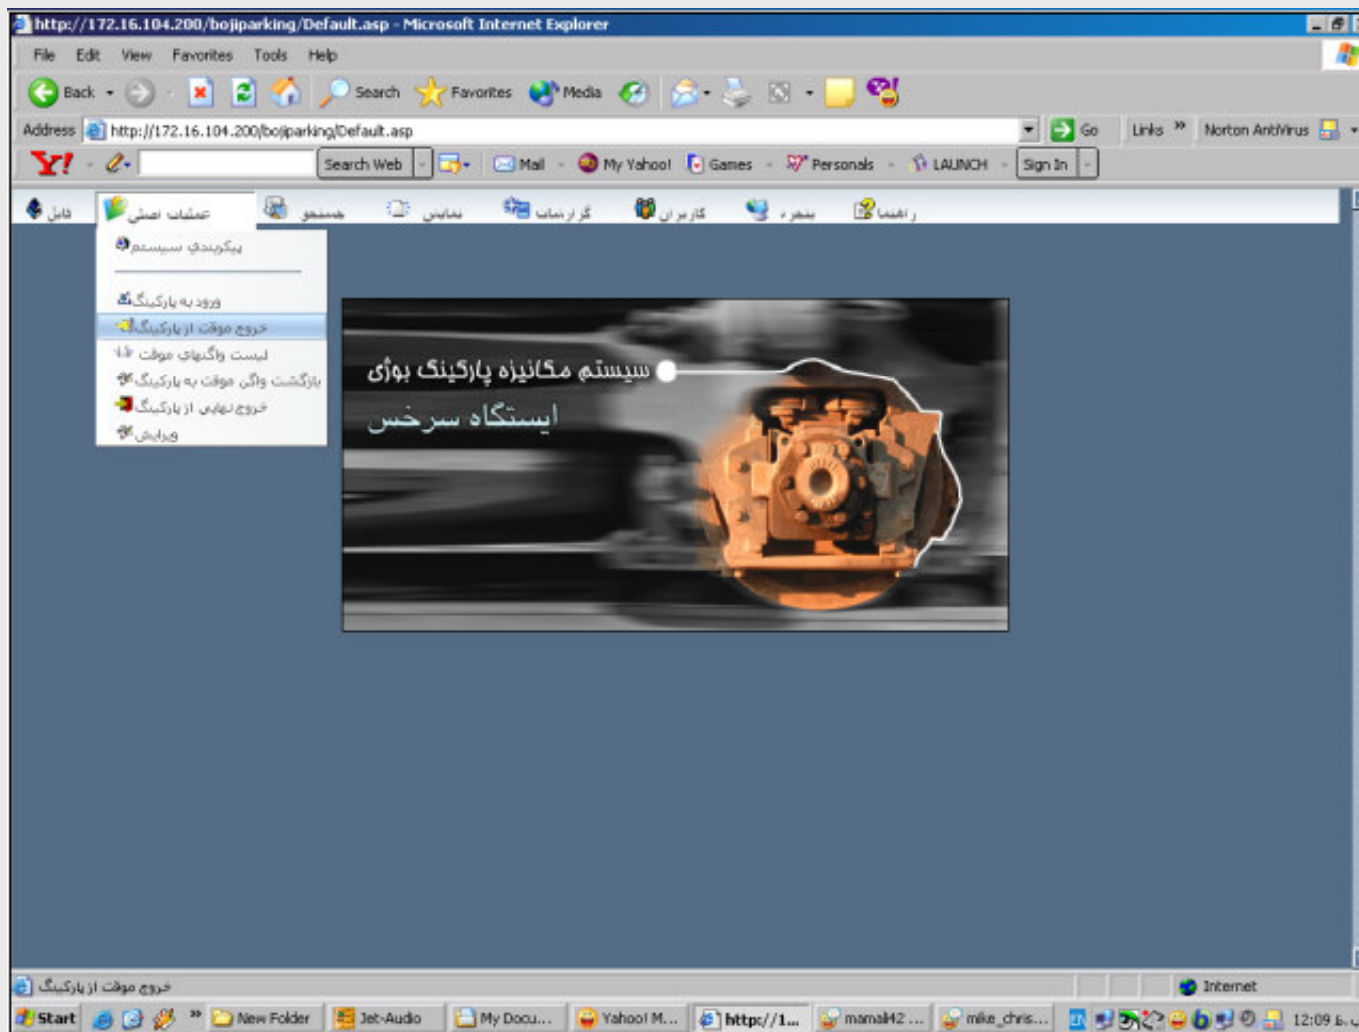 http://172.16.104.200/bojiparking/Default.asp - Microsoft Internet Explorer
File Edit View Favorites Tools Help
Back Search Favorites Media
Address http://172.16.104.200/bojiparking/Default.asp Go Links » Norton AntiVirus
Y! Search Web Mail My Yahoo! Games Personals LAUNCH Sign In
فایل عملیات اصلی جستجو نمایش گزارشات کاربران پنجره راهنما
پیکربندي سیستم
ورود به پارکینگ
خروج موقت از پارکینگ
لیست واگنهاي موقت
بازگشت واگن موقت به پارکینگ
خروج نهایی از پارکینگ
ویرایش
سیستم مکانیزه پارکینگ بوژی
ایستگاه سرخس
خروج موقت از پارکینگ Internet
Start » New Folder Jet-Audio My Docu... Yahoo! M... http://1... mamali42 ... mike_chris... EN 12:09 ب.ظ